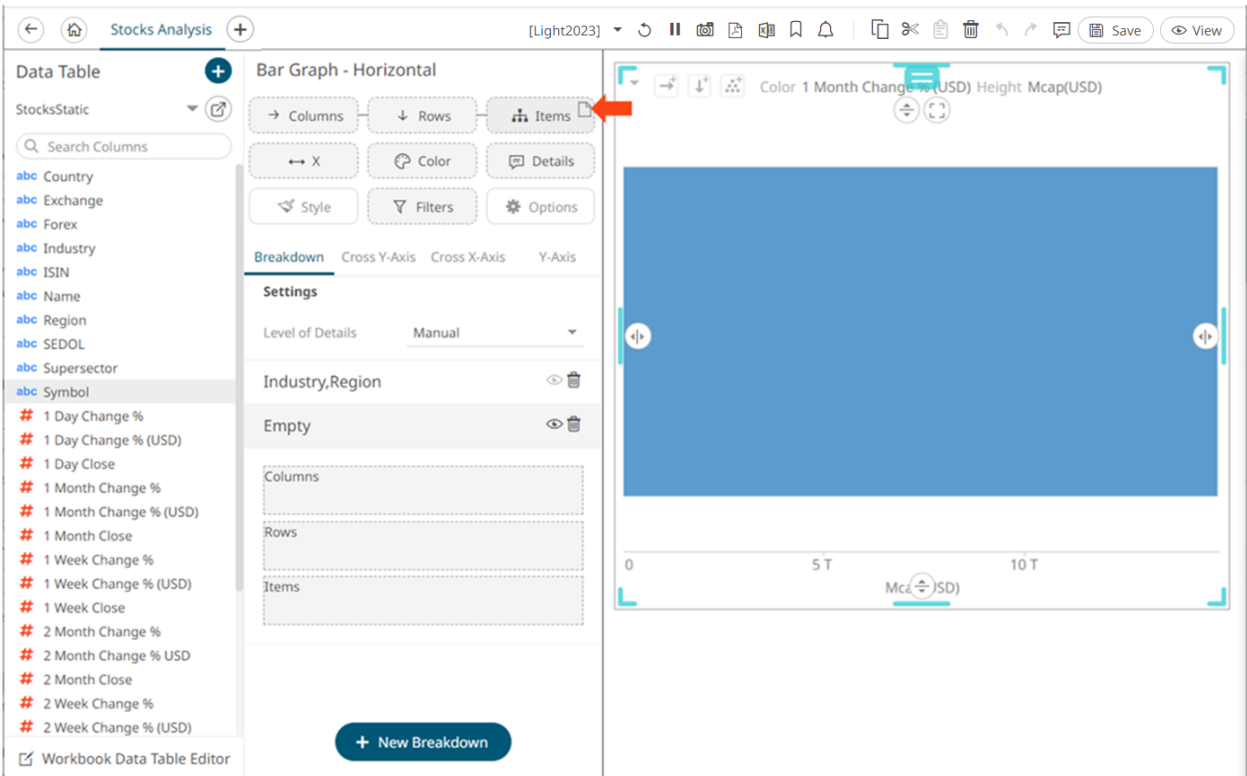 Stocks Analysis
[Light2023]
Save
View
Data Table
StocksStatic
Search Columns
abc Country
abc Exchange
abc Forex
abc Industry
abc ISIN
abc Name
abc Region
abc SEDOL
abc Supersector
abc Symbol
# 1 Day Change %
# 1 Day Change % (USD)
# 1 Day Close
# 1 Month Change %
# 1 Month Change % (USD)
# 1 Month Close
# 1 Week Change %
# 1 Week Change % (USD)
# 1 Week Close
# 2 Month Change %
# 2 Month Change % USD
# 2 Month Close
# 2 Week Change %
# 2 Week Change % (USD)
Workbook Data Table Editor
Bar Graph - Horizontal
Columns Rows Items
X Color Details
Style Filters Options
Breakdown Cross Y-Axis Cross X-Axis Y-Axis
Settings
Level of Details Manual
Industry,Region
Empty
Columns
Rows
Items
+ New Breakdown
Color 1 Month Change % (USD) Height Mcap(USD)
0 5 T 10 T